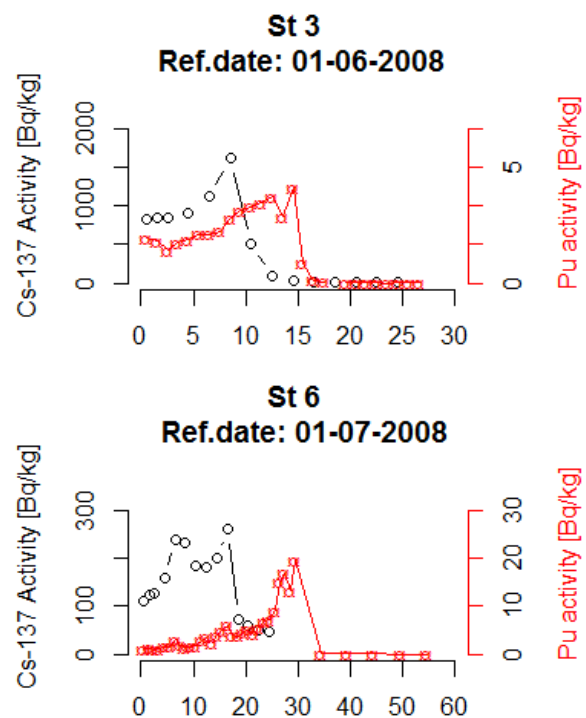 St 3
Ref.date: 01-06-2008
Cs-137 Activity [Bq/kg]
2000
1000
0
5
0
Pu activity [Bq/kg]
0 5 10 15 20 25 30
St 6
Ref.date: 01-07-2008
Cs-137 Activity [Bq/kg]
300
100
0
30
20
10
0
Pu activity [Bq/kg]
0 10 20 30 40 50 60